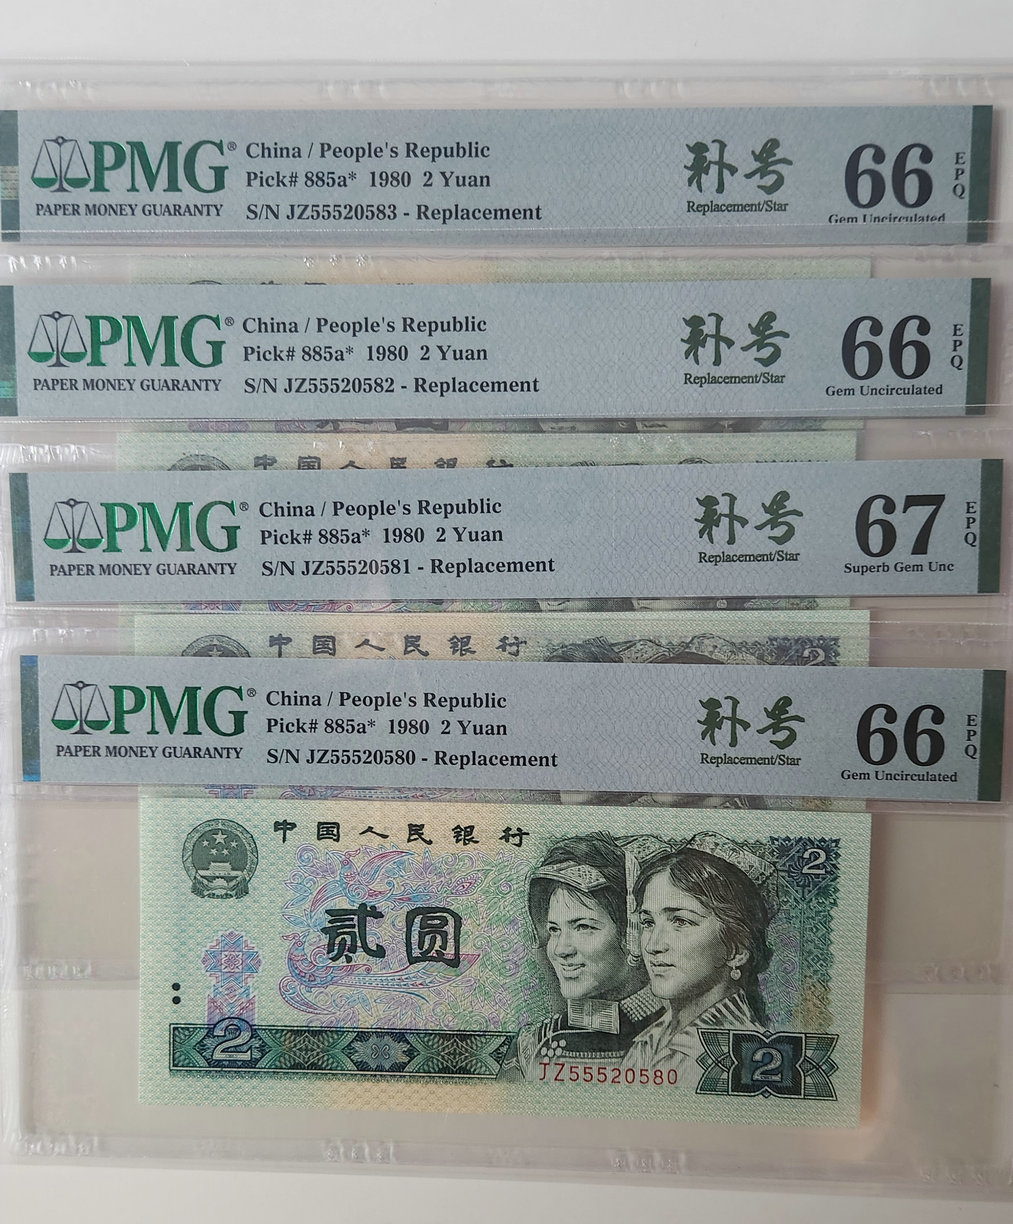 PMG®
PAPER MONEY GUARANTY
China / People's Republic
Pick# 885a* 1980 2 Yuan
S/N JZ55520583 - Replacement
补号
Replacement/Star
66
EPQ
Gem Uncirculated
PMG®
PAPER MONEY GUARANTY
China / People's Republic
Pick# 885a* 1980 2 Yuan
S/N JZ55520582 - Replacement
补号
Replacement/Star
66
EPQ
Gem Uncirculated
中国人民银行
PMG®
PAPER MONEY GUARANTY
China / People's Republic
Pick# 885a* 1980 2 Yuan
S/N JZ55520581 - Replacement
补号
Replacement/Star
67
EPQ
Superb Gem Unc
中国人民银行
2
PMG®
PAPER MONEY GUARANTY
China / People's Republic
Pick# 885a* 1980 2 Yuan
S/N JZ55520580 - Replacement
补号
Replacement/Star
66
EPQ
Gem Uncirculated
中国人民银行
2
贰圆
2
JZ55520580
2